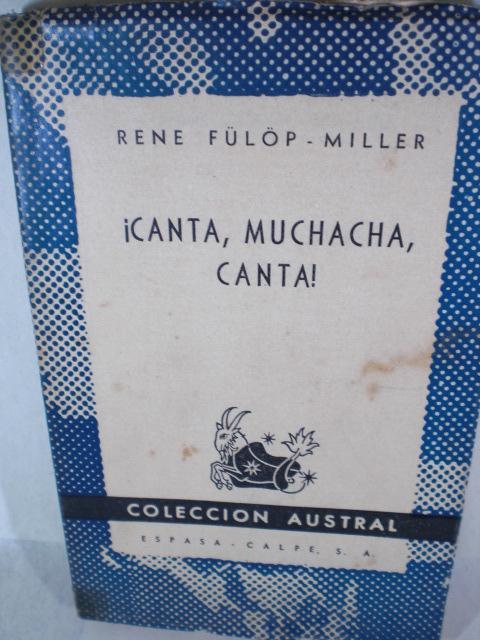 RENE FÜLÖP-MILLER
¡CANTA, MUCHACHA,
CANTA!
COLECCION AUSTRAL
ESPASA-CALPE, S. A.